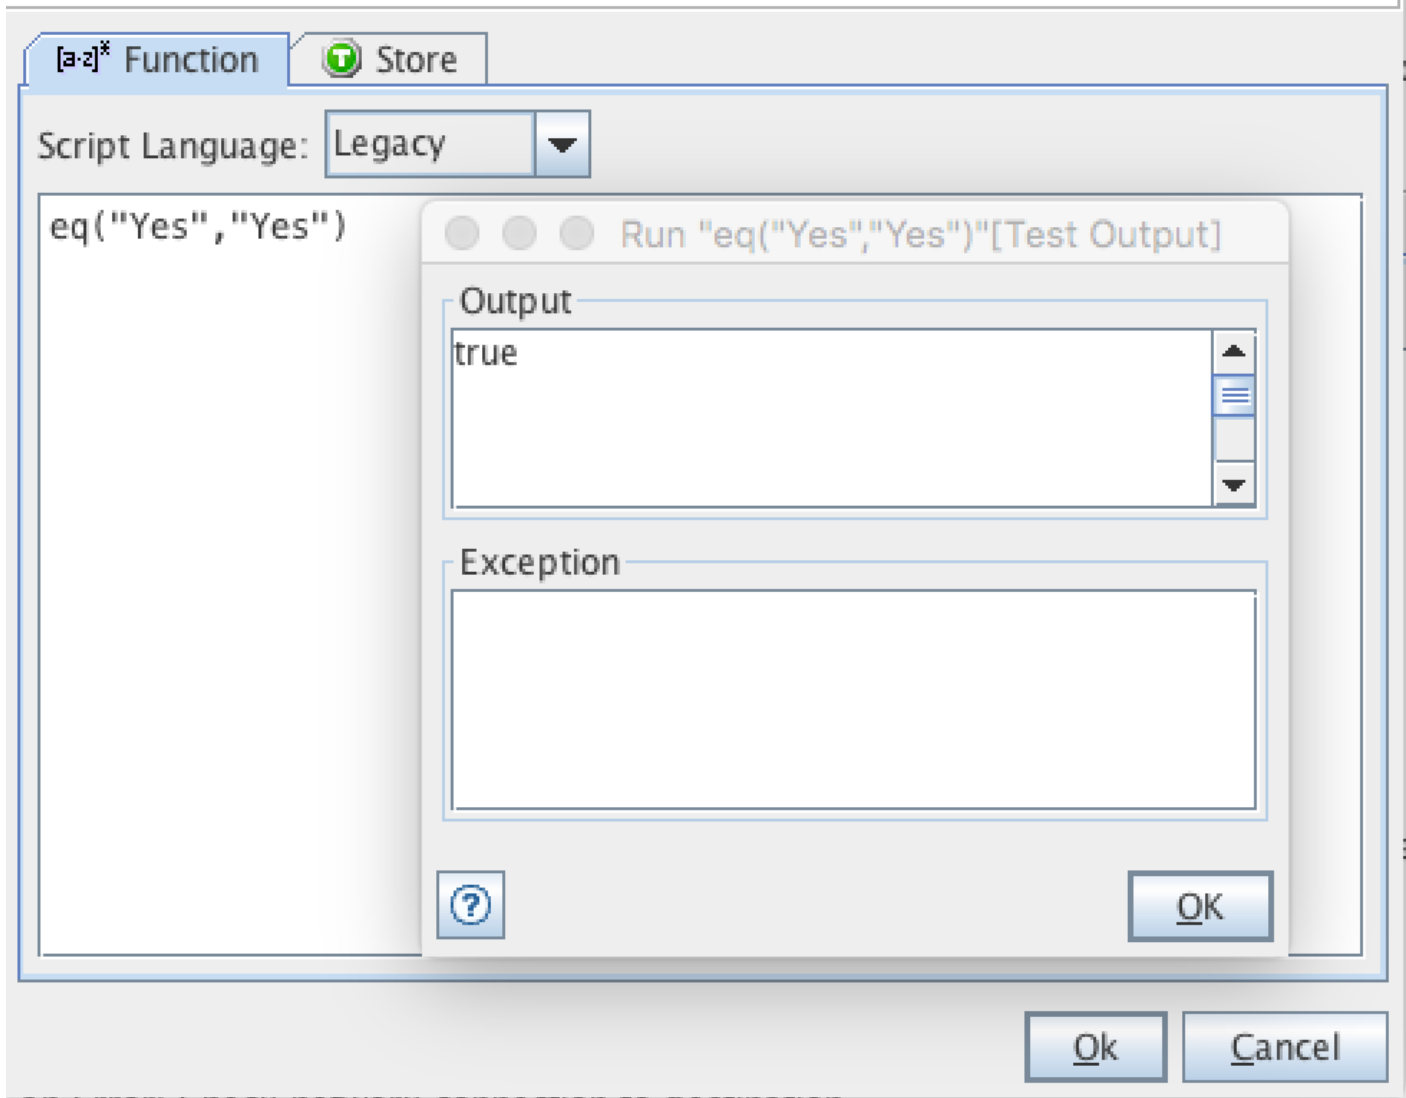 [a-z]* Function
T Store
Script Language: Legacy
eq("Yes","Yes")
Run "eq("Yes","Yes")"[Test Output]
Output
true
Exception
?
OK
Ok
Cancel